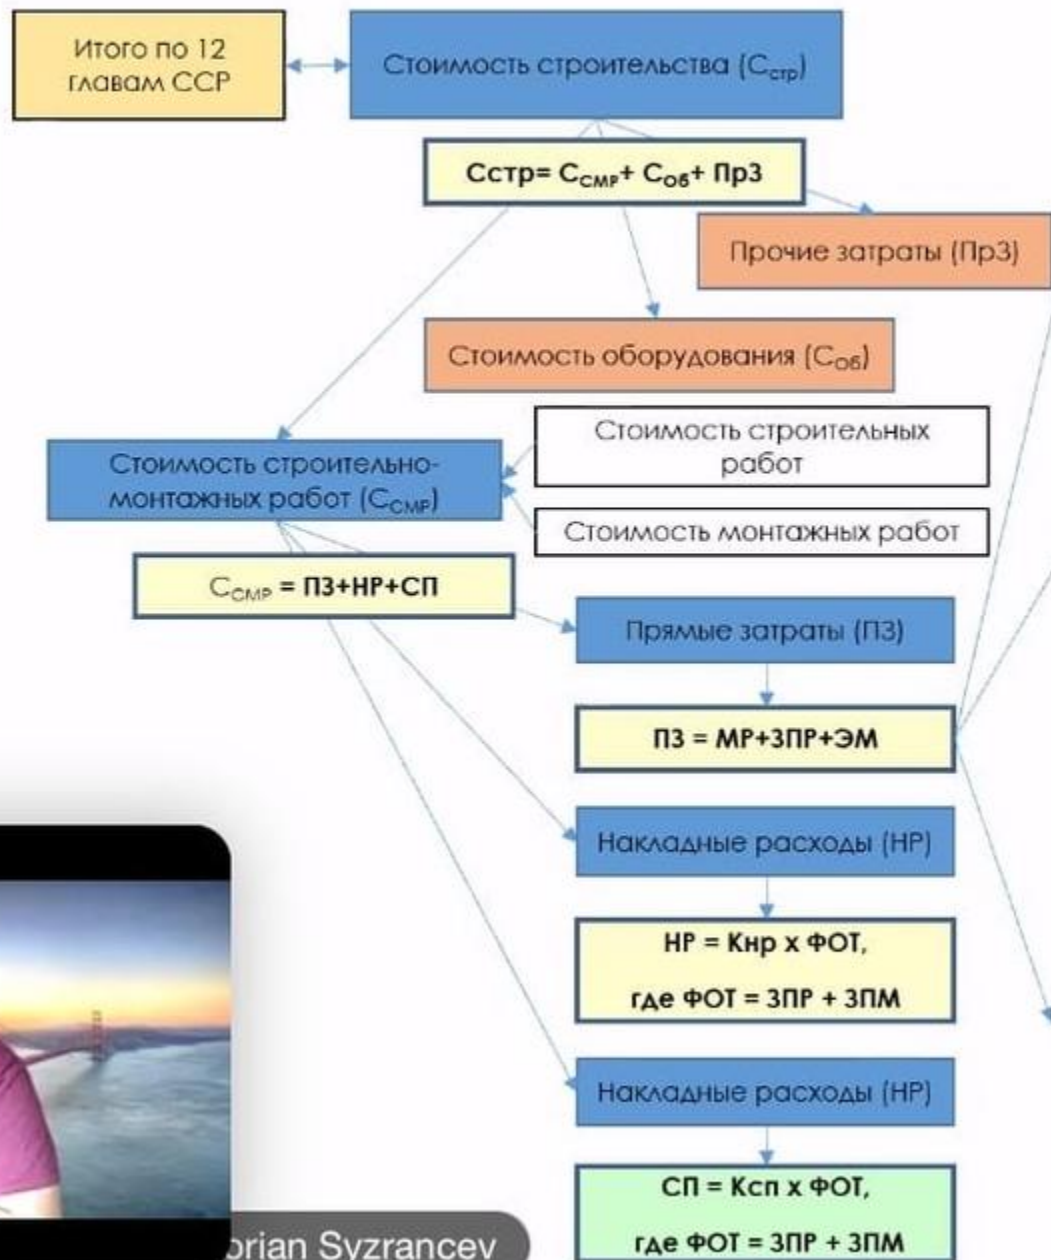 Итого по 12
главам ССР
Стоимость строительства (Сстр)
Сстр= ССМР+ СОб+ ПрЗ
Прочие затраты (ПрЗ)
Стоимость оборудования (СОб)
Стоимость строительных
работ
Стоимость строительно-
монтажных работ (ССМР)
Стоимость монтажных работ
ССМР = ПЗ+НР+СП
Прямые затраты (ПЗ)
ПЗ = МР+ЗПР+ЭМ
Накладные расходы (НР)
НР = Кнр х ФОТ,
где ФОТ = ЗПР + ЗПМ
Накладные расходы (НР)
СП = Ксп х ФОТ,
где ФОТ = ЗПР + ЗПМ
Syzrancev